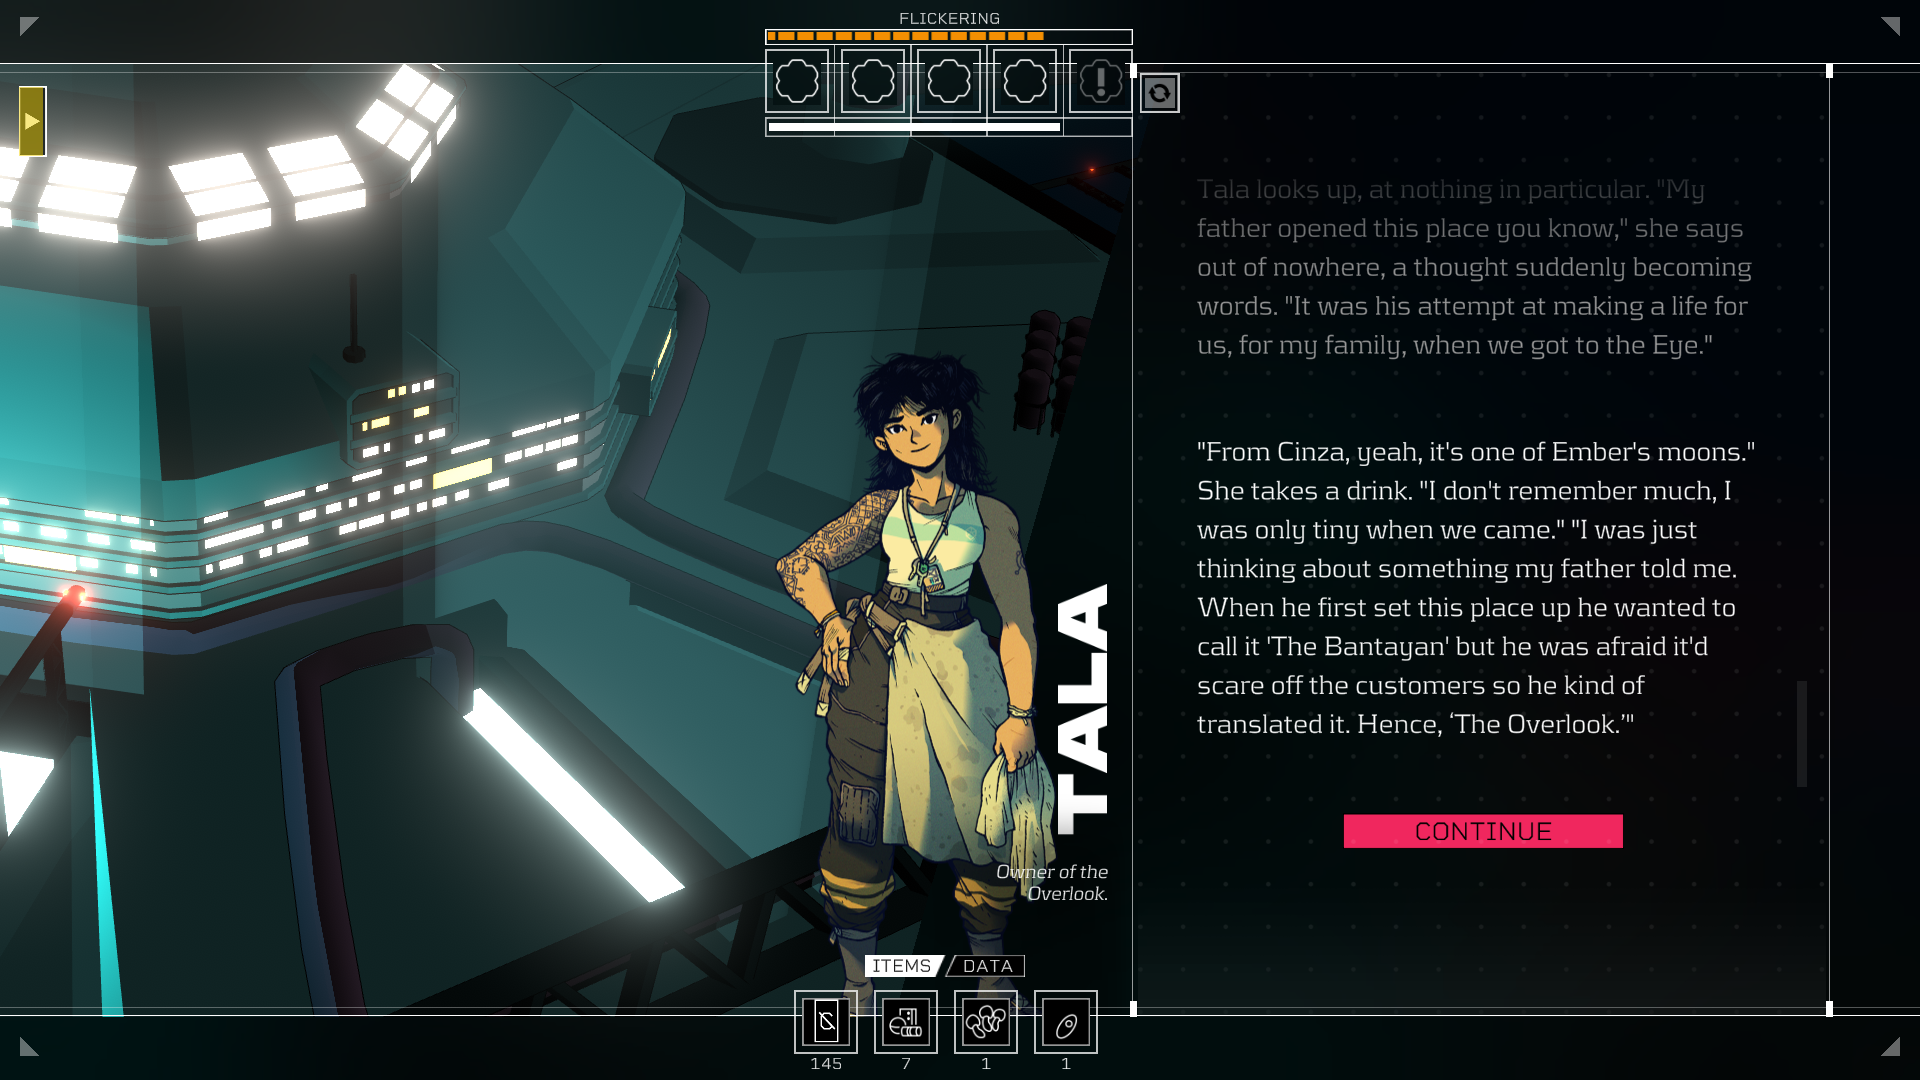 FLICKERING
Tala looks up, at nothing in particular. "My
father opened this place you know," she says
out of nowhere, a thought suddenly becoming
words. "It was his attempt at making a life for
us, for my family, when we got to the Eye."
"From Cinza, yeah, it's one of Ember's moons."
She takes a drink. "I don't remember much, I
was only tiny when we came." "I was just
thinking about something my father told me.
When he first set this place up he wanted to
call it 'The Bantayan' but he was afraid it'd
scare off the customers so he kind of
translated it. Hence, ‘The Overlook.’"
CONTINUE
TALA
Owner of the
Overlook.
ITEMS DATA
145 7 1 1